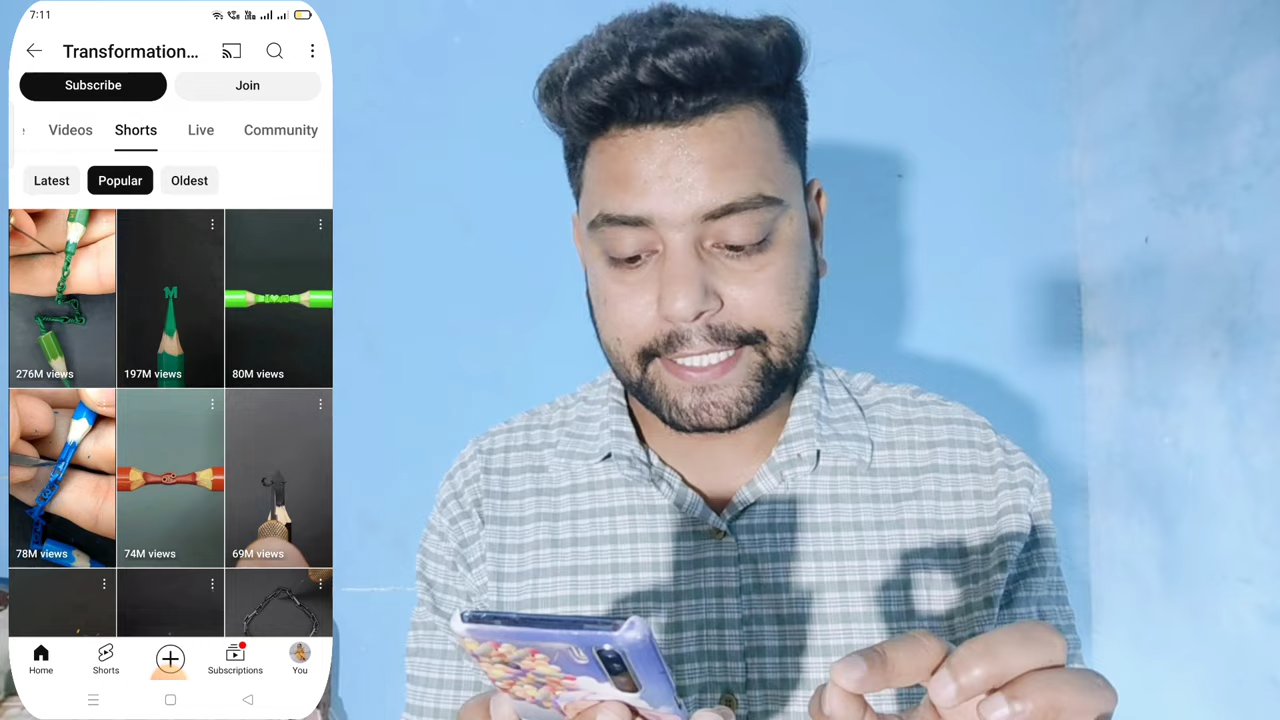 7:11
Transformation...
Subscribe
Join
Videos Shorts Live Community
Latest Popular Oldest
276M views
197M views
80M views
M
78M views
74M views
69M views
Home Shorts Subscriptions You